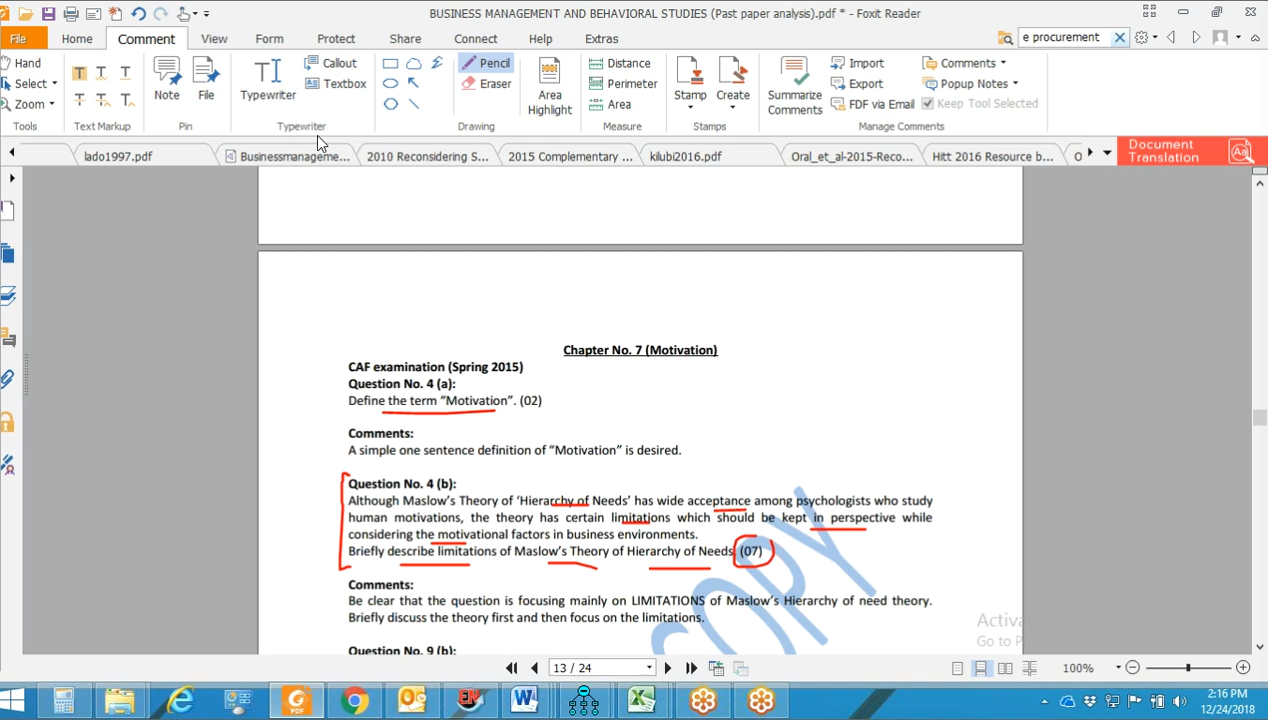 BUSINESS MANAGEMENT AND BEHAVIORAL STUDIES (Past paper analysis).pdf * - Foxit Reader
File Home Comment View Form Protect Share Connect Help Extras
e procurement
Hand
Select
Zoom
Tools
Text Markup
Note
File
Pin
Typewriter
Callout
Textbox
Typewriter
Pencil
Eraser
Area
Highlight
Drawing
Distance
Perimeter
Area
Measure
Stamp
Create
Stamps
Summarize
Comments
Import
Export
FDF via Email
Comments
Popup Notes
Keep Tool Selected
Manage Comments
lado1997.pdf
Businessmanageme...
2010 Reconsidering S...
2015 Complementary ...
kilubi2016.pdf
Oral_et_al-2015-Reco...
Hitt 2016 Resource b...
O
Document
Translation
Chapter No. 7 (Motivation)
CAF examination (Spring 2015)
Question No. 4 (a):
Define the term “Motivation”. (02)
Comments:
A simple one sentence definition of “Motivation” is desired.
Question No. 4 (b):
Although Maslow’s Theory of ‘Hierarchy of Needs’ has wide acceptance among psychologists who study
human motivations, the theory has certain limitations which should be kept in perspective while
considering the motivational factors in business environments.
Briefly describe limitations of Maslow’s Theory of Hierarchy of Needs. (07)
Comments:
Be clear that the question is focusing mainly on LIMITATIONS of Maslow’s Hierarchy of need theory.
Briefly discuss the theory first and then focus on the limitations.
Question No. 9 (b):
COPY
13 / 24
100%
2:16 PM
12/24/2018